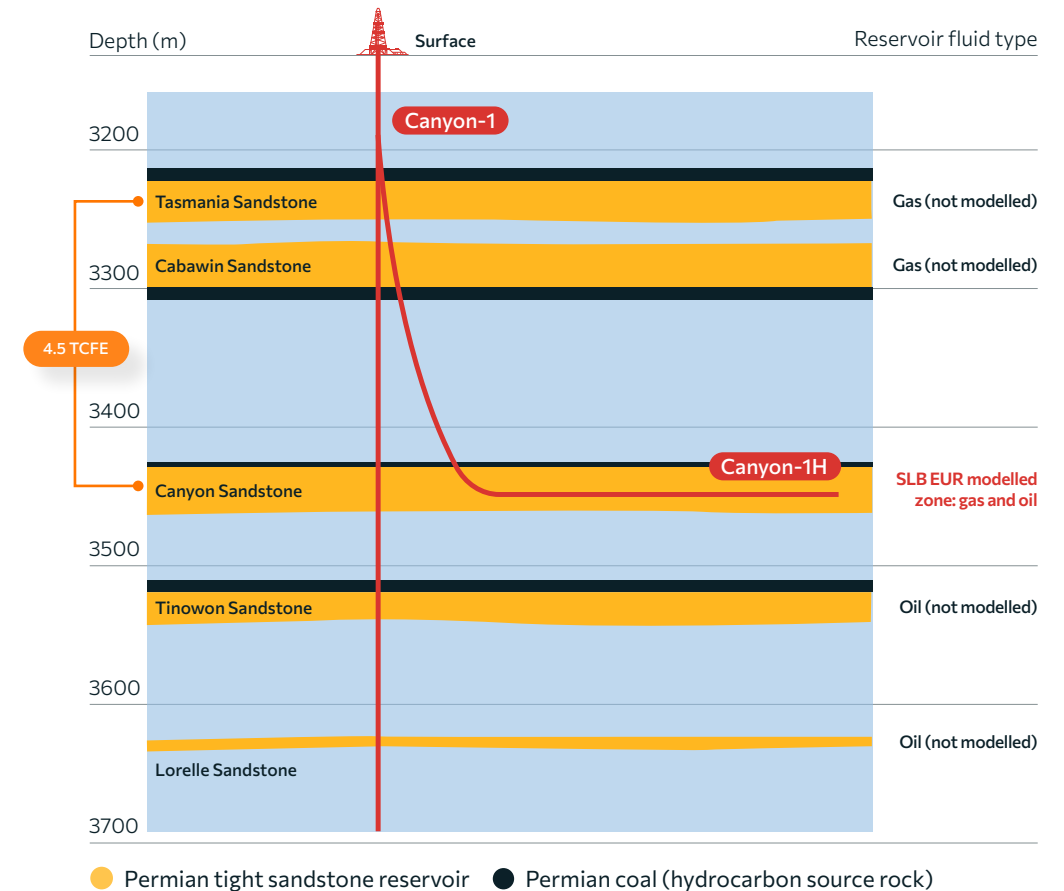 Depth (m)
Surface
Reservoir fluid type
Canyon-1
3200
Tasmania Sandstone
Gas (not modelled)
Cabawin Sandstone
Gas (not modelled)
3300
4.5 TCFE
3400
Canyon-1H
Canyon Sandstone
SLB EUR modelled
zone: gas and oil
3500
Tinowon Sandstone
Oil (not modelled)
3600
Oil (not modelled)
Lorelle Sandstone
3700
Permian tight sandstone reservoir
Permian coal (hydrocarbon source rock)